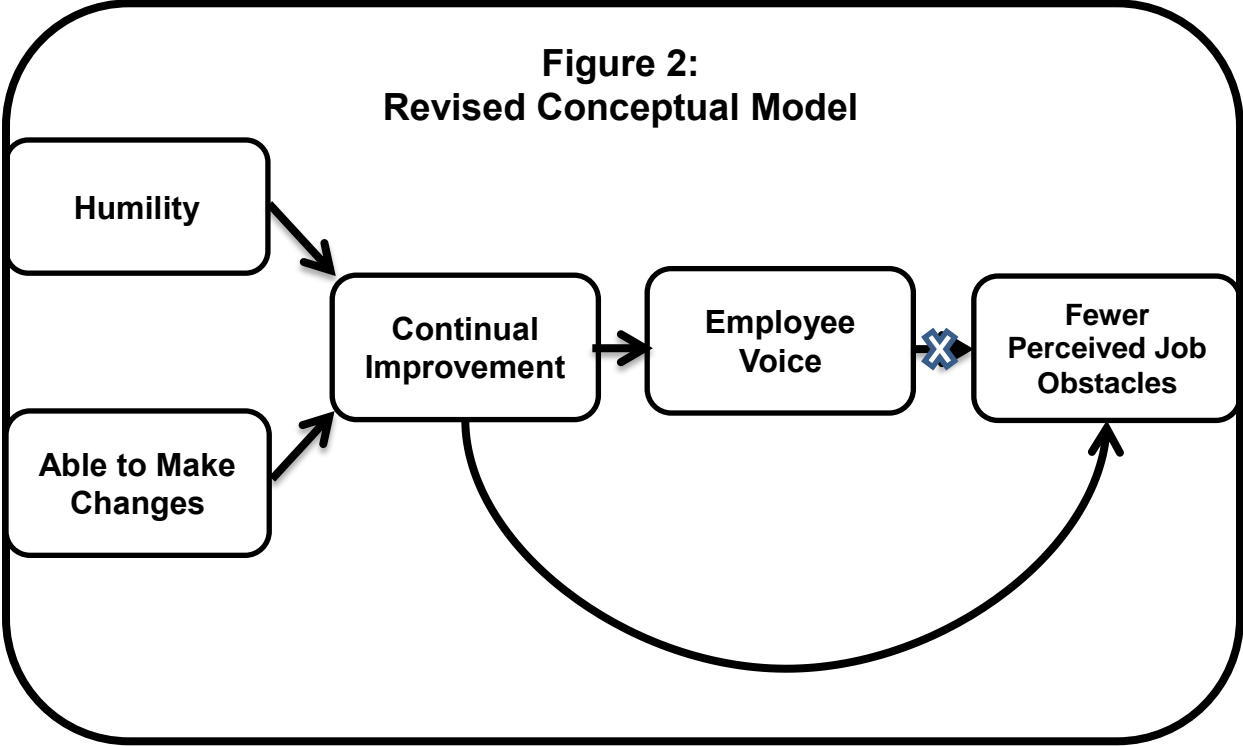 Figure 2:
Revised Conceptual Model
Humility
Continual
Improvement
Employee
Voice
X
Fewer
Perceived Job
Obstacles
Able to Make
Changes